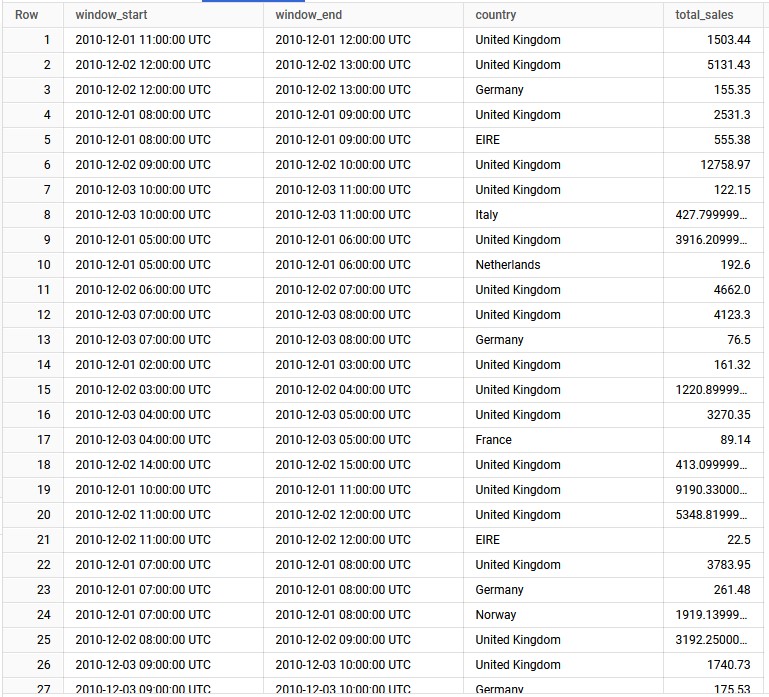 Row window_start window_end country total_sales
1 2010-12-01 11:00:00 UTC 2010-12-01 12:00:00 UTC United Kingdom 1503.44
2 2010-12-02 12:00:00 UTC 2010-12-02 13:00:00 UTC United Kingdom 5131.43
3 2010-12-02 12:00:00 UTC 2010-12-02 13:00:00 UTC Germany 155.35
4 2010-12-01 08:00:00 UTC 2010-12-01 09:00:00 UTC United Kingdom 2531.3
5 2010-12-01 08:00:00 UTC 2010-12-01 09:00:00 UTC EIRE 555.38
6 2010-12-02 09:00:00 UTC 2010-12-02 10:00:00 UTC United Kingdom 12758.97
7 2010-12-03 10:00:00 UTC 2010-12-03 11:00:00 UTC United Kingdom 122.15
8 2010-12-03 10:00:00 UTC 2010-12-03 11:00:00 UTC Italy 427.799999...
9 2010-12-01 05:00:00 UTC 2010-12-01 06:00:00 UTC United Kingdom 3916.20999...
10 2010-12-01 05:00:00 UTC 2010-12-01 06:00:00 UTC Netherlands 192.6
11 2010-12-02 06:00:00 UTC 2010-12-02 07:00:00 UTC United Kingdom 4662.0
12 2010-12-03 07:00:00 UTC 2010-12-03 08:00:00 UTC United Kingdom 4123.3
13 2010-12-03 07:00:00 UTC 2010-12-03 08:00:00 UTC Germany 76.5
14 2010-12-01 02:00:00 UTC 2010-12-01 03:00:00 UTC United Kingdom 161.32
15 2010-12-02 03:00:00 UTC 2010-12-02 04:00:00 UTC United Kingdom 1220.89999...
16 2010-12-03 04:00:00 UTC 2010-12-03 05:00:00 UTC United Kingdom 3270.35
17 2010-12-03 04:00:00 UTC 2010-12-03 05:00:00 UTC France 89.14
18 2010-12-02 14:00:00 UTC 2010-12-02 15:00:00 UTC United Kingdom 413.099999...
19 2010-12-01 10:00:00 UTC 2010-12-01 11:00:00 UTC United Kingdom 9190.33000...
20 2010-12-02 11:00:00 UTC 2010-12-02 12:00:00 UTC United Kingdom 5348.81999...
21 2010-12-02 11:00:00 UTC 2010-12-02 12:00:00 UTC EIRE 22.5
22 2010-12-01 07:00:00 UTC 2010-12-01 08:00:00 UTC United Kingdom 3783.95
23 2010-12-01 07:00:00 UTC 2010-12-01 08:00:00 UTC Germany 261.48
24 2010-12-01 07:00:00 UTC 2010-12-01 08:00:00 UTC Norway 1919.13999...
25 2010-12-02 08:00:00 UTC 2010-12-02 09:00:00 UTC United Kingdom 3192.25000...
26 2010-12-03 09:00:00 UTC 2010-12-03 10:00:00 UTC United Kingdom 1740.73
27 2010-12-03 09:00:00 UTC 2010-12-03 10:00:00 UTC Germany 175.53